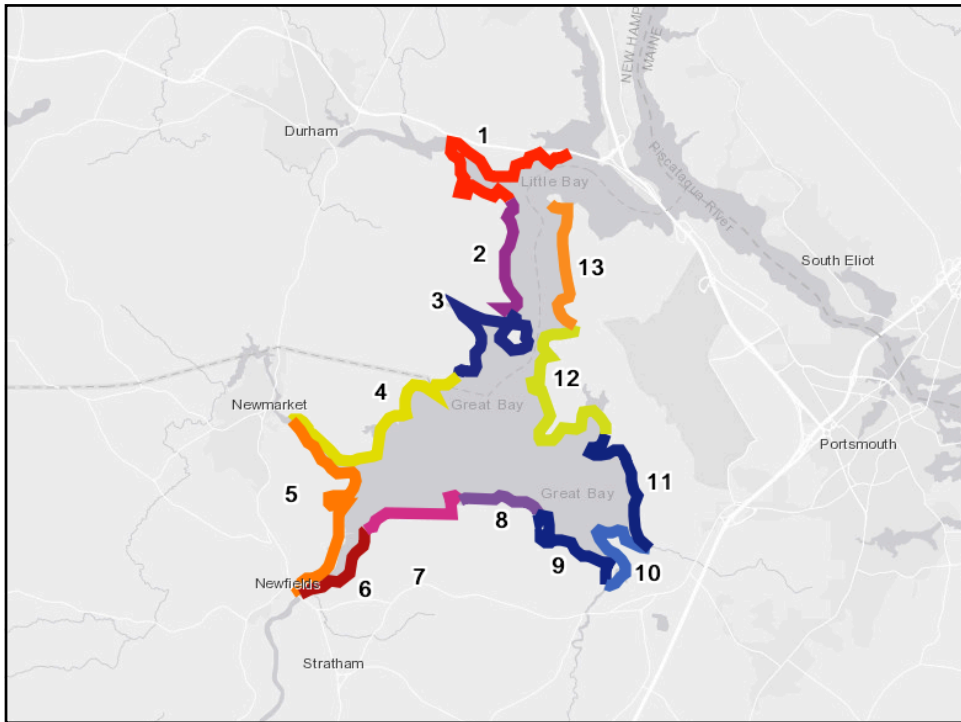 NEW HAMP
MAINE
Durham
1
Little Bay
Piscataqua River
2
13
South Eliot
3
12
4
Newmarket
Great Bay
Portsmouth
5
Great Bay
11
8
9
10
Newfields
6
7
Stratham